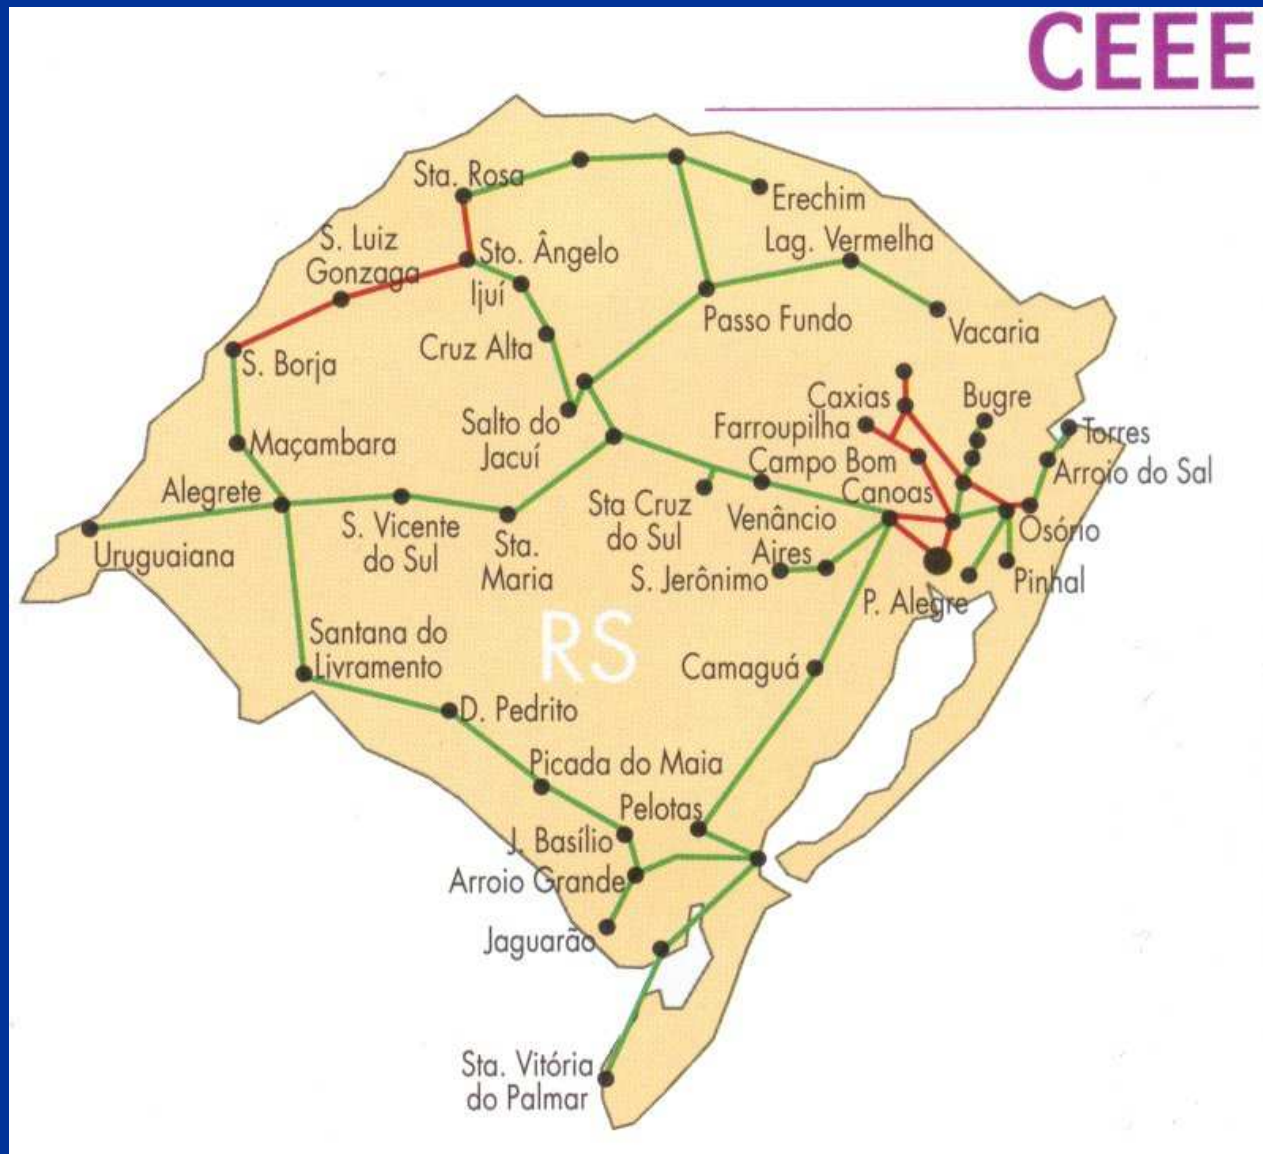 CEEE
Sta. Rosa
Erechim
S. Luiz
Gonzaga
Sto. Ângelo
Lag. Vermelha
Ijuí
Passo Fundo
Vacaria
Cruz Alta
S. Borja
Caxias
Bugre
Salto do
Jacuí
Farroupilha
Torres
Maçambara
Campo Bom
Arroio do Sal
Alegrete
Canoas
S. Vicente
do Sul
Sta.
Maria
Sta Cruz
do Sul
Venâncio
Aires
Osório
Uruguaiana
S. Jerônimo
Pinhal
P. Alegre
RS
Santana do
Livramento
Camaguá
D. Pedrito
Picada do Maia
Pelotas
J. Basílio
Arroio Grande
Jaguarão
Sta. Vitória
do Palmar